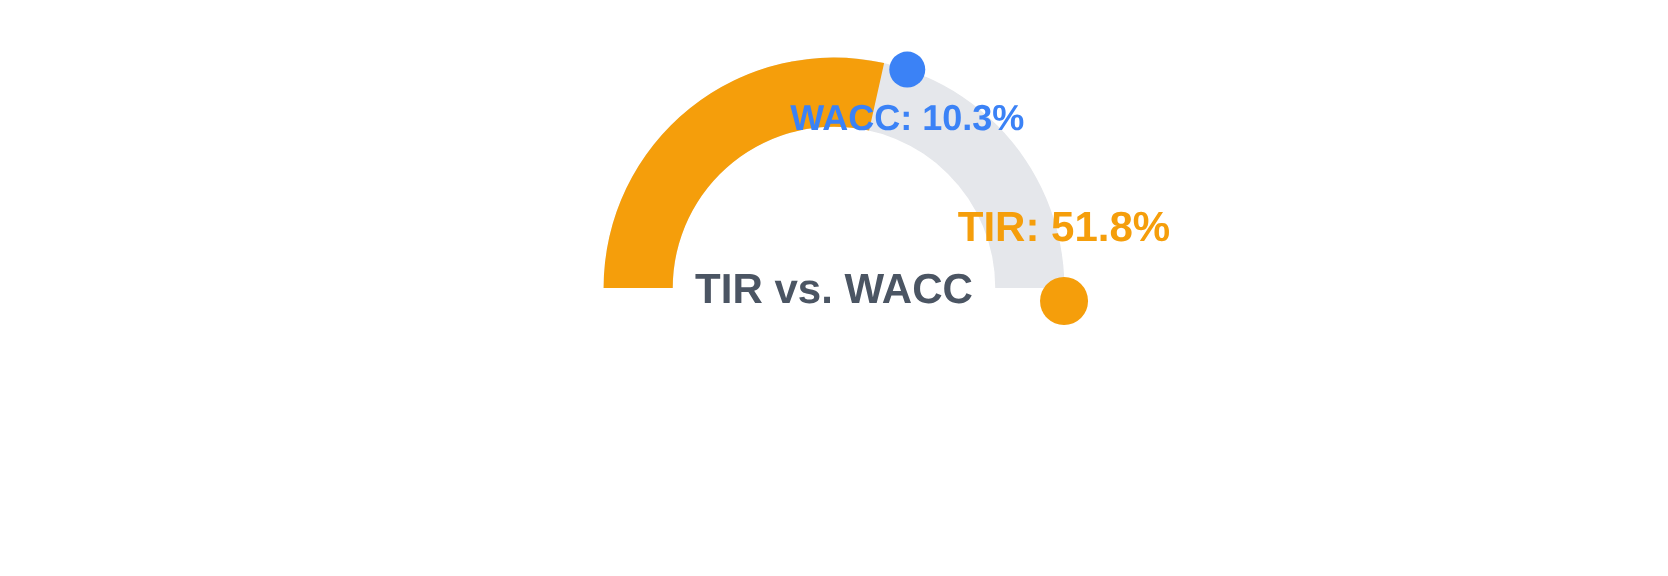 WACC: 10.3%
TIR: 51.8%
TIR vs. WACC